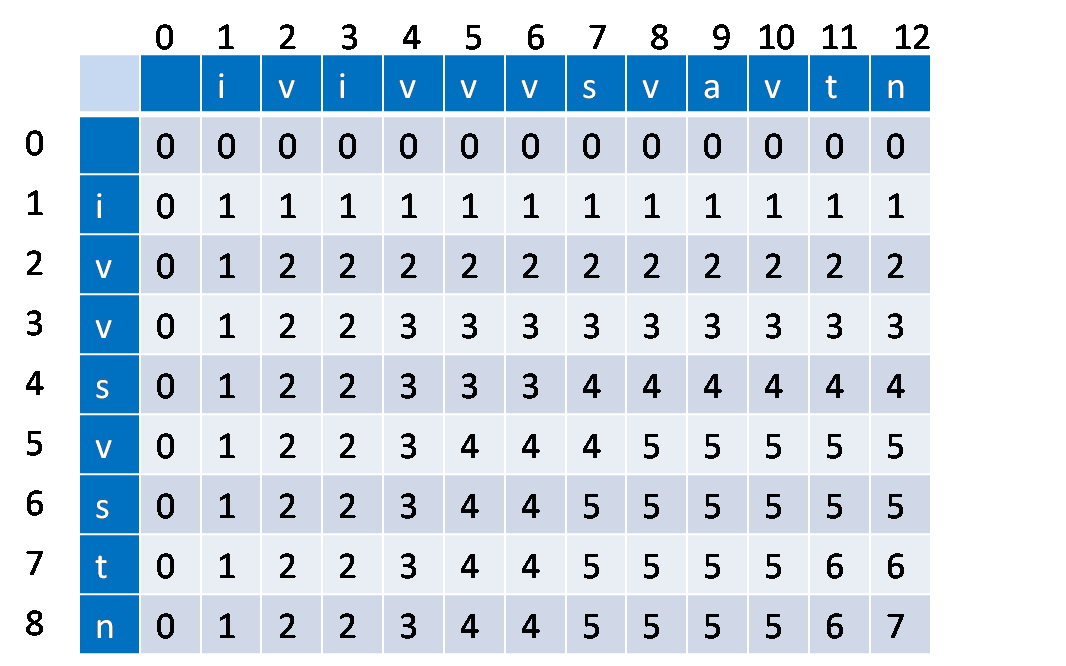 0 1 2 3 4 5 6 7 8 9 10 11 12
i v i v v v s v a v t n
0 0 0 0 0 0 0 0 0 0 0 0 0 0
1 i 0 1 1 1 1 1 1 1 1 1 1 1 1
2 v 0 1 2 2 2 2 2 2 2 2 2 2 2
3 v 0 1 2 2 3 3 3 3 3 3 3 3 3
4 s 0 1 2 2 3 3 3 4 4 4 4 4 4
5 v 0 1 2 2 3 4 4 4 5 5 5 5 5
6 s 0 1 2 2 3 4 4 5 5 5 5 5 5
7 t 0 1 2 2 3 4 4 5 5 5 5 6 6
8 n 0 1 2 2 3 4 4 5 5 5 5 6 7